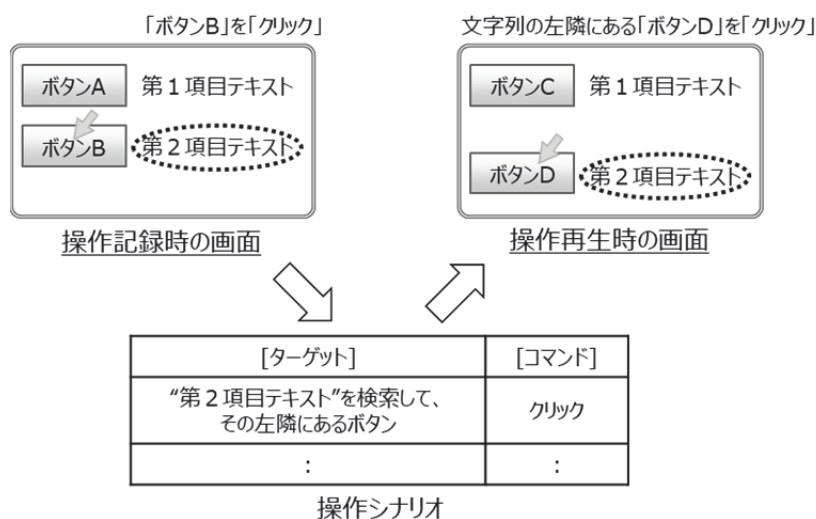 「ボタンB」を「クリック」
文字列の左隣にある「ボタンD」を「クリック」
ボタンA 第1項目テキスト
ボタンB 第2項目テキスト
ボタンC 第1項目テキスト
ボタンD 第2項目テキスト
操作記録時の画面
操作再生時の画面
[ターゲット] [コマンド]
“第2項目テキスト”を検索して、
その左隣にあるボタン
クリック
: :
操作シナリオ